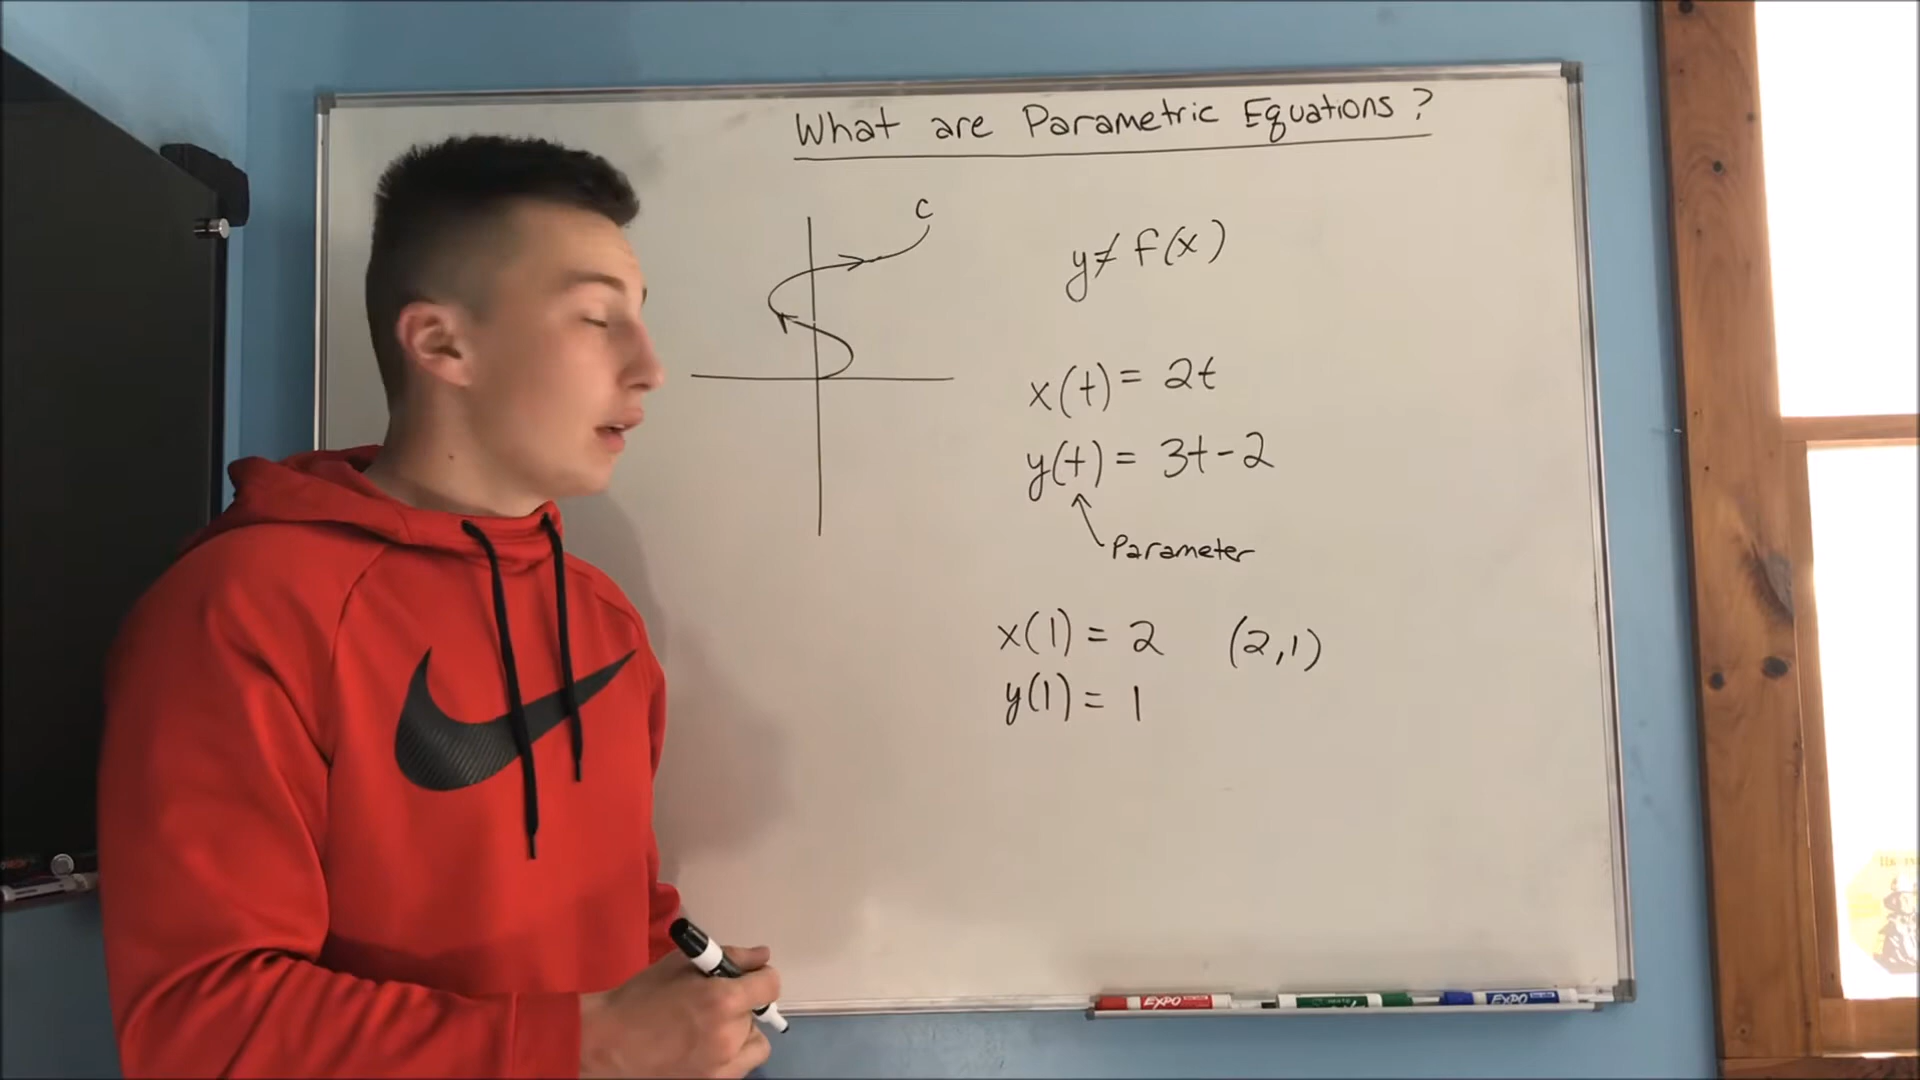 What are Parametric Equations?
C
y≠ f(x)
x(t) = 2t
y(t) = 3t-2
Parameter
x(1) = 2 (2,1)
y(1) = 1
EXPO
EXPO